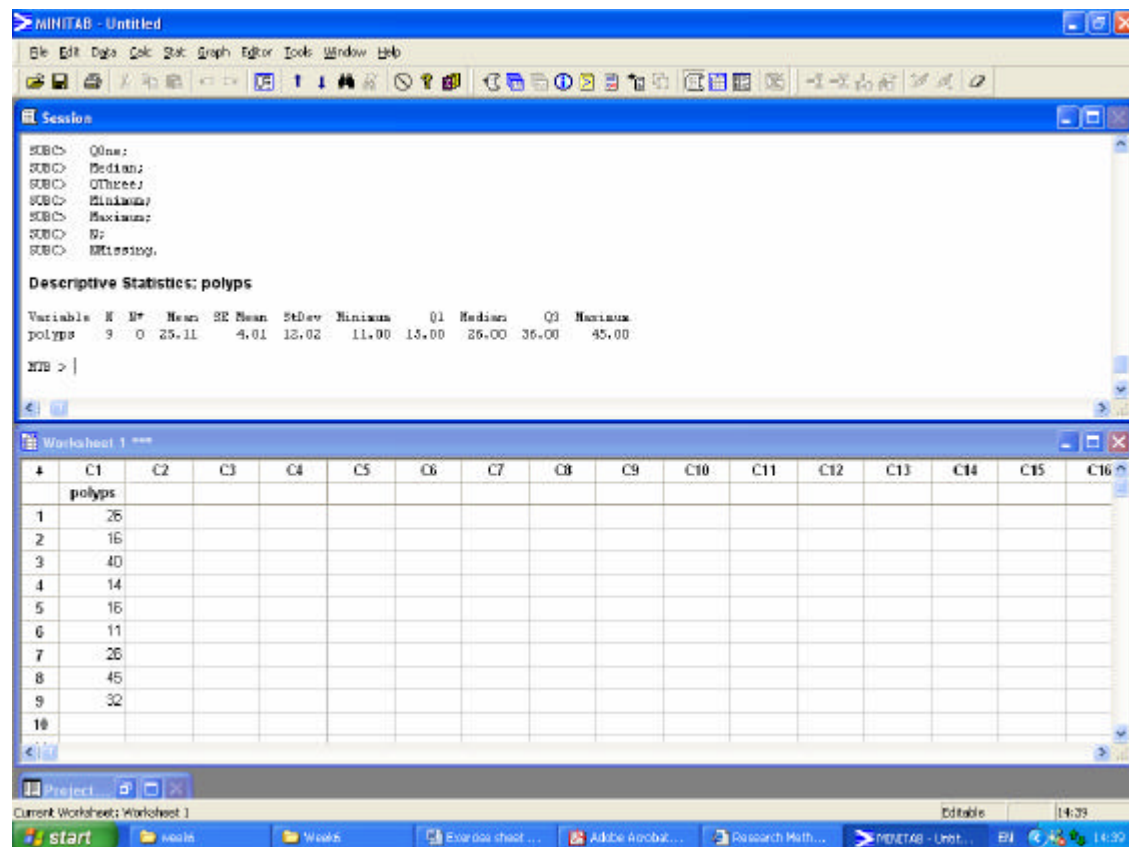 MINITAB - Untitled
File Edit Data Calc Stat Graph Editor Tools Window Help
Session
SUBC> QOne;
SUBC> Median;
SUBC> QThree;
SUBC> Minimum;
SUBC> Maximum;
SUBC> N;
SUBC> NMissing.
Descriptive Statistics: polyps
Variable N N* Mean SE Mean StDev Minimum Q1 Median Q3 Maximum
polyps 9 0 25.11 4.01 12.02 11.00 15.00 26.00 36.00 45.00
MTB >
Worksheet 1 ***
C1 C2 C3 C4 C5 C6 C7 C8 C9 C10 C11 C12 C13 C14 C15 C16
polyps
1 26
2 16
3 40
4 14
5 16
6 11
7 26
8 45
9 32
10
Project...
Current Worksheet: Worksheet 1 Editable 14:39
start week6 Week6 Exercise sheet ... Adobe Acrobat... Research Meth... MINITAB - Untit... EN 14:39